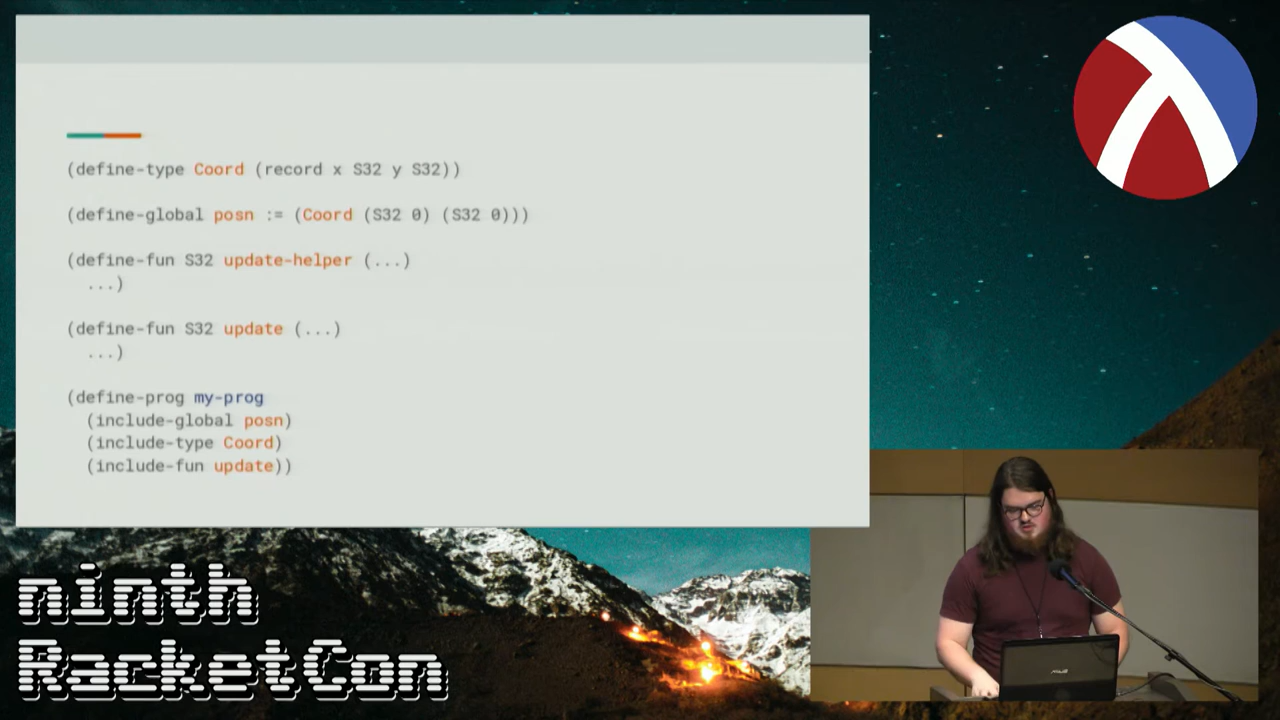 (define-type Coord (record x S32 y S32))
(define-global posn := (Coord (S32 0) (S32 0)))
(define-fun S32 update-helper (...)
...)
(define-fun S32 update (...)
...)
(define-prog my-prog
(include-global posn)
(include-type Coord)
(include-fun update))
ninth
RacketCon
ASUS